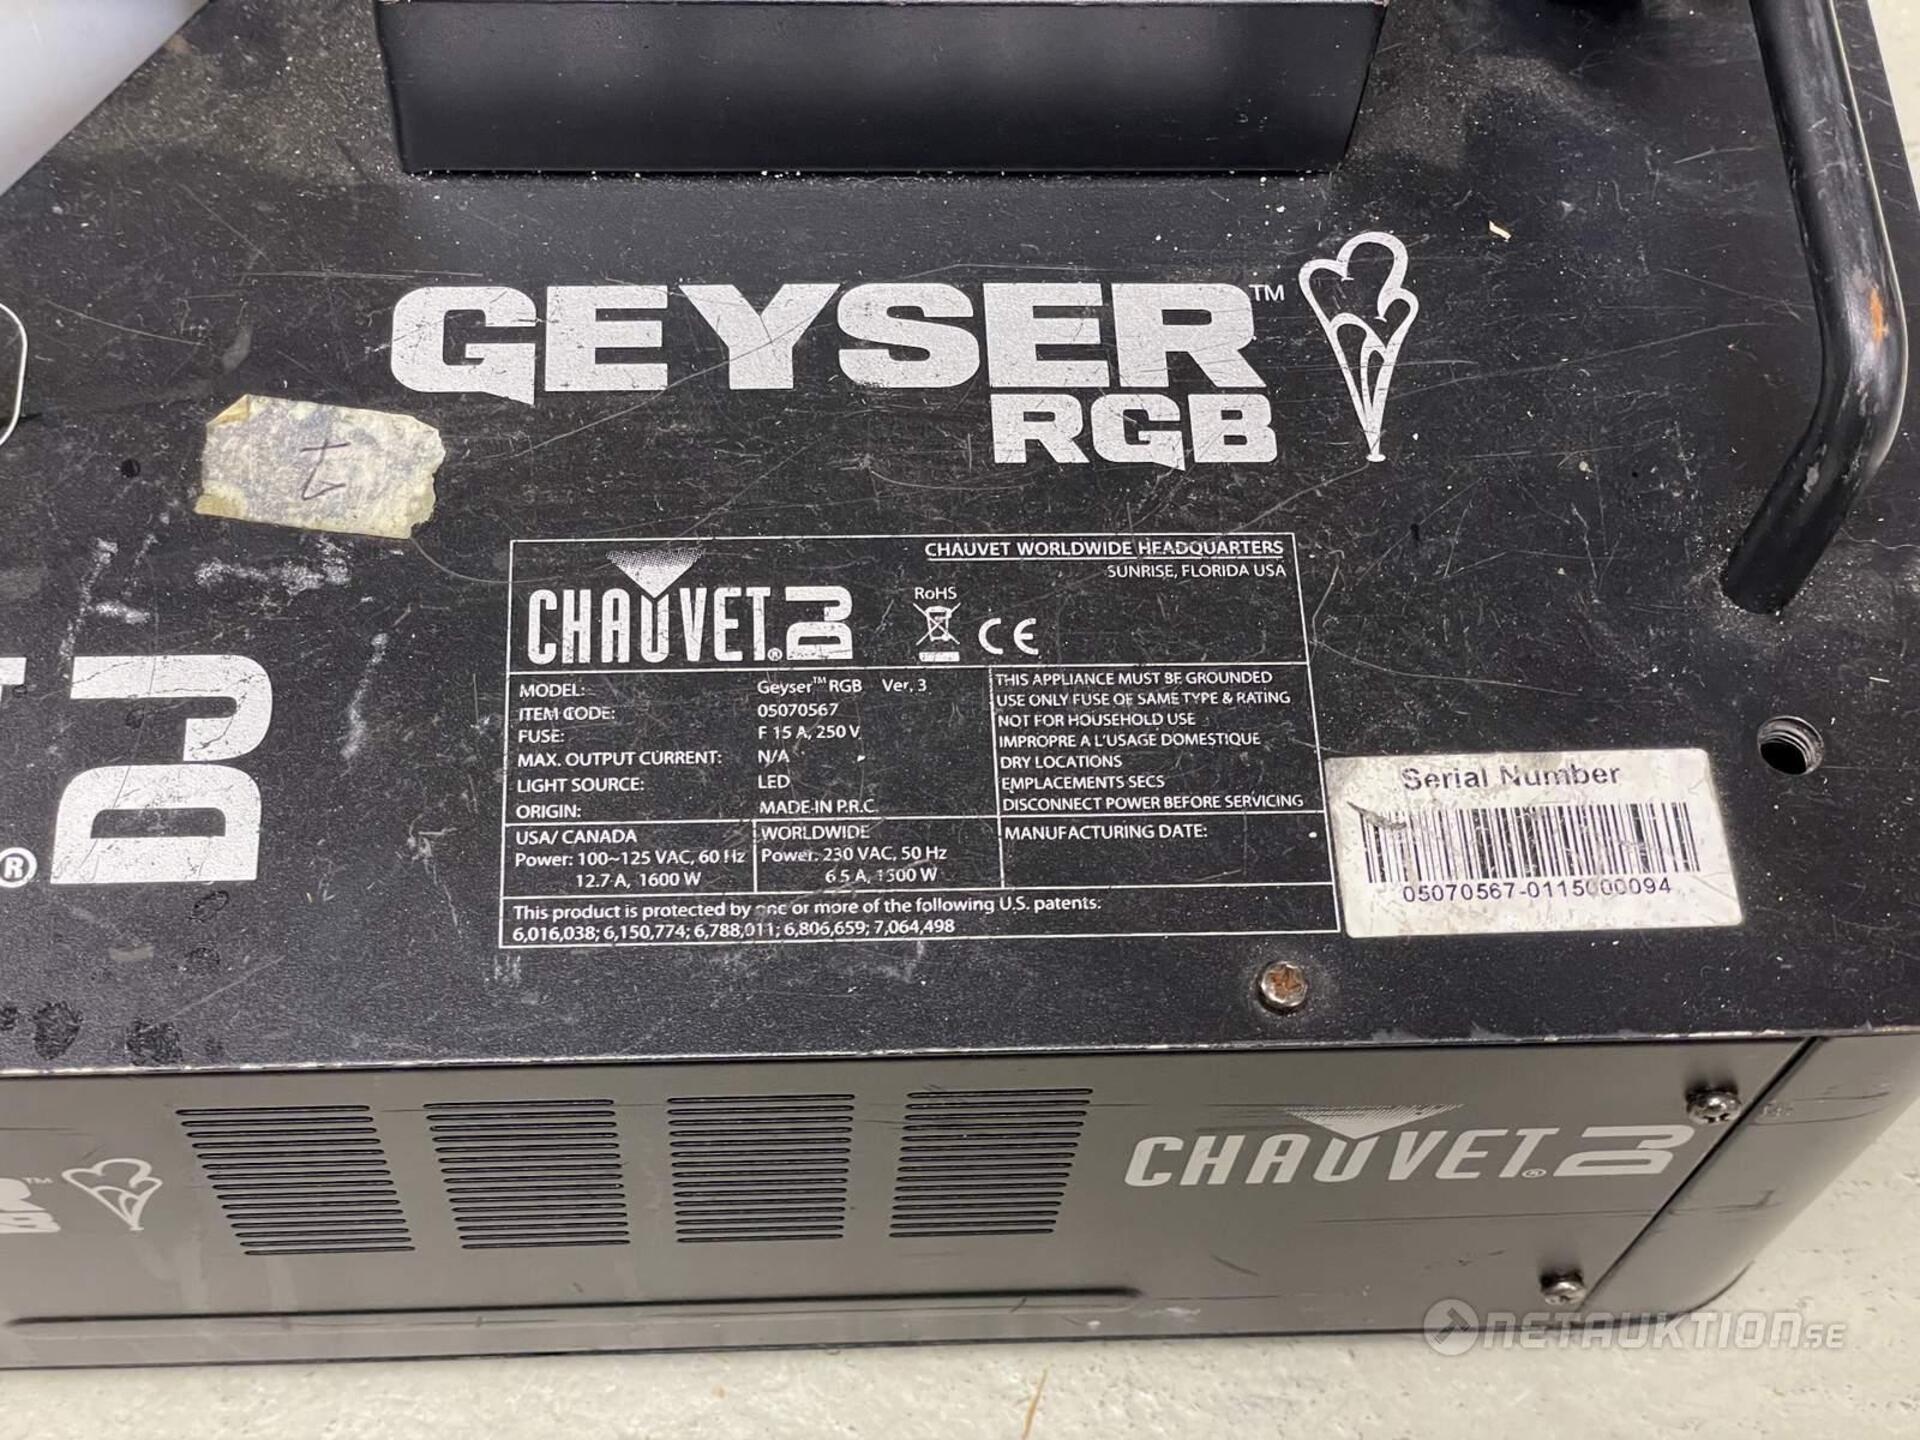 GEYSER™
RGB
CHAUVET® DJ
CHAUVET WORLDWIDE HEADQUARTERS
SUNRISE, FLORIDA USA
RoHS
CE
MODEL: Geyser™ RGB Ver. 3
ITEM CODE: 05070567
FUSE: F 15 A, 250 V
MAX. OUTPUT CURRENT: N/A
LIGHT SOURCE: LED
ORIGIN: MADE IN P.R.C.
THIS APPLIANCE MUST BE GROUNDED
USE ONLY FUSE OF SAME TYPE & RATING
NOT FOR HOUSEHOLD USE
IMPROPRE A L'USAGE DOMESTIQUE
DRY LOCATIONS
EMPLACEMENTS SECS
DISCONNECT POWER BEFORE SERVICING
USA/ CANADA
Power: 100~125 VAC, 60 Hz
12.7 A, 1600 W
WORLDWIDE
Power: 230 VAC, 50 Hz
6.5 A, 1500 W
MANUFACTURING DATE:
This product is protected by one or more of the following U.S. patents:
6,016,038; 6,150,774; 6,788,011; 6,806,659; 7,064,498
Serial Number
05070567-0115000094
® DJ
CHAUVET® DJ
NETAUKTION.SE